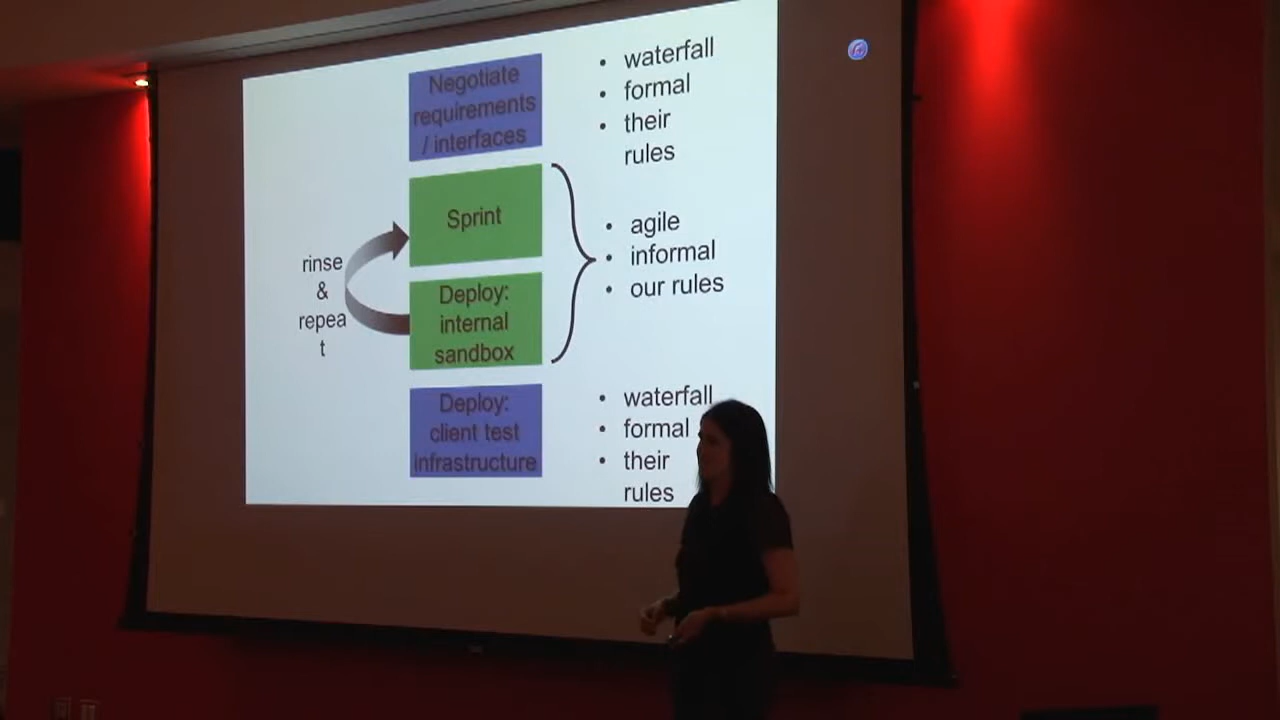 Negotiate
requirements
/ interfaces
• waterfall
• formal
• their
rules
Sprint
Deploy:
internal
sandbox
rinse
&
repea
t
• agile
• informal
• our rules
Deploy:
client test
infrastructure
• waterfall
• formal
• their
rules